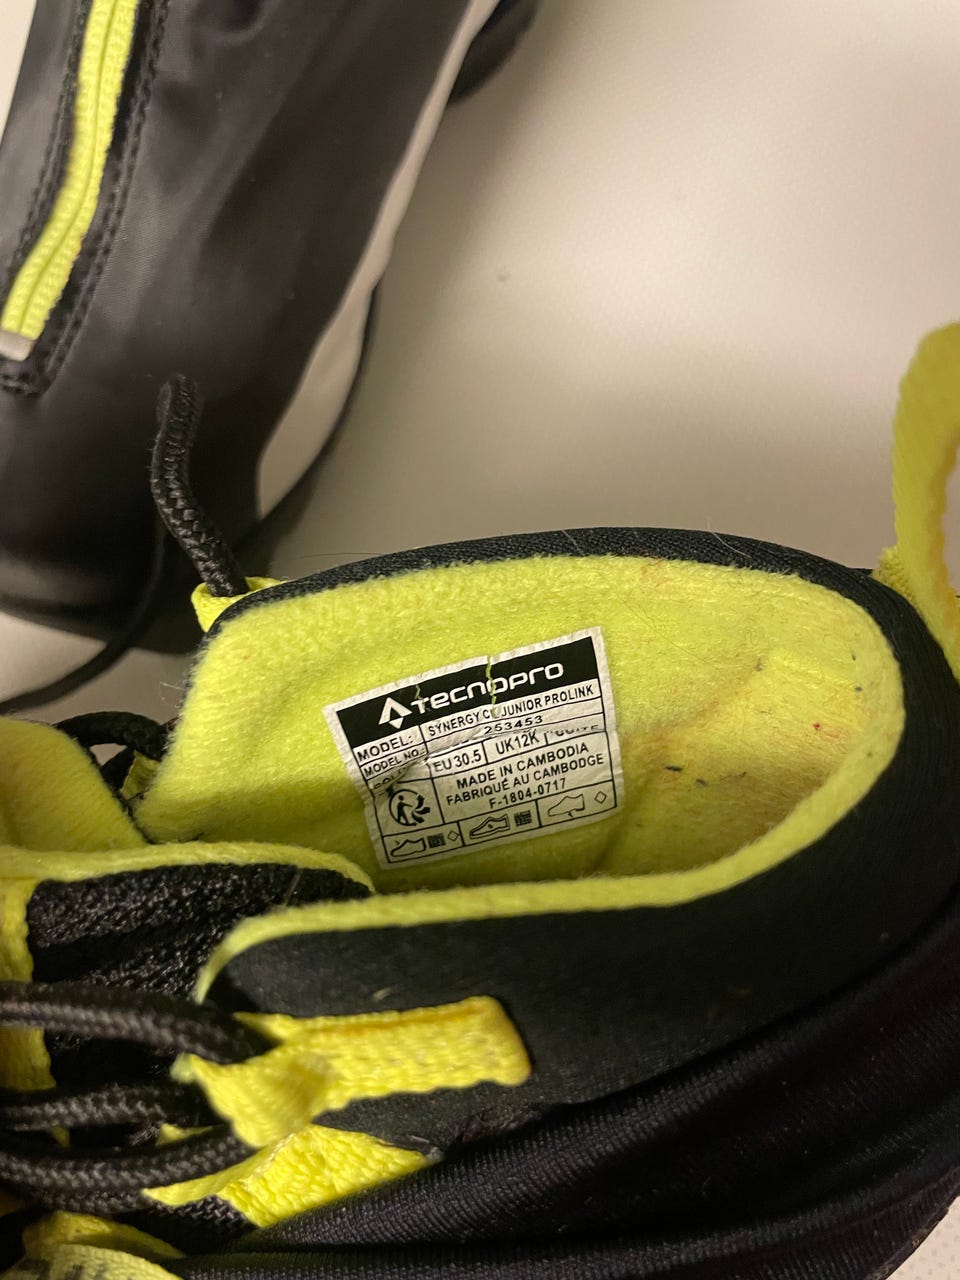 TECNOPRO
MODEL: SYNERGY JUNIOR PROLINK
MODEL NO.: 253453
EU 30.5 UK12K
MADE IN CAMBODIA
FABRIQUÉ AU CAMBODGE
F-1804-0717